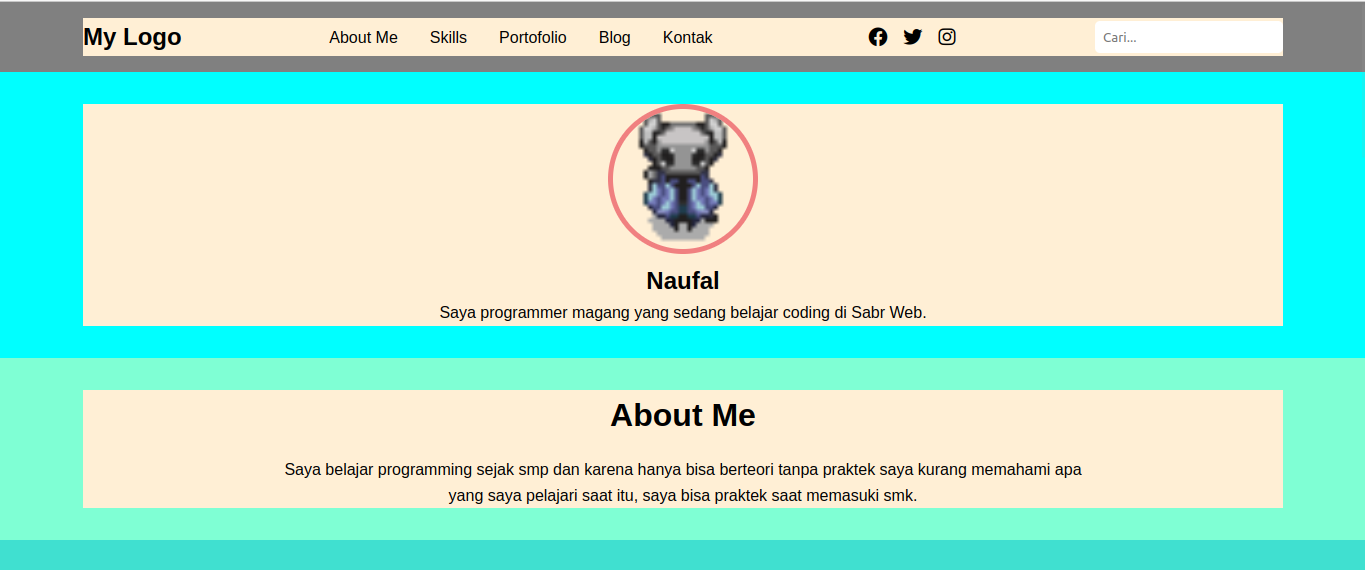 My Logo About Me Skills Portofolio Blog Kontak Cari...
Naufal
Saya programmer magang yang sedang belajar coding di Sabr Web.
About Me
Saya belajar programming sejak smp dan karena hanya bisa berteori tanpa praktek saya kurang memahami apa
yang saya pelajari saat itu, saya bisa praktek saat memasuki smk.